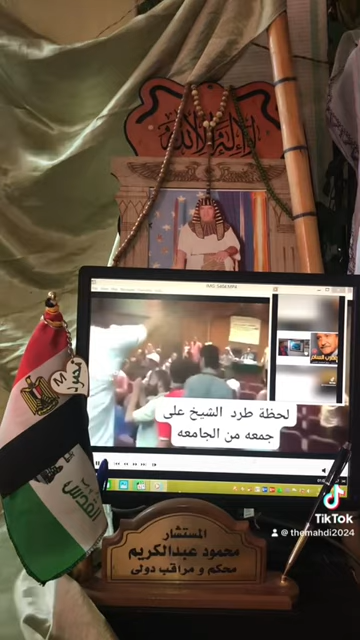 لا إله إلا الله
لحظة طرد الشيخ على
جمعه من الجامعه
محمود
M
القدس
TikTok
@themahdi2024
المستشار
محمود عبدالكريم
محكم و مراقب دولى